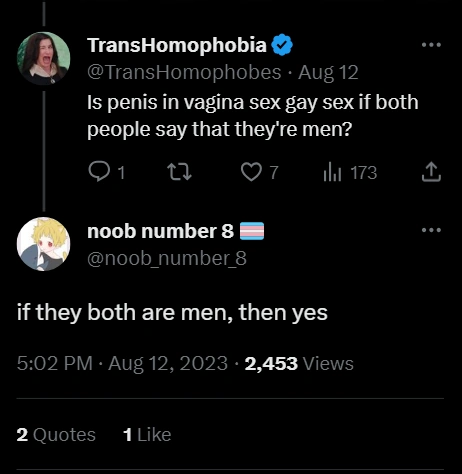 TransHomophobia
@TransHomophobes · Aug 12
Is penis in vagina sex gay sex if both
people say that they're men?
1 7 173
noob number 8
@noob_number_8
if they both are men, then yes
5:02 PM · Aug 12, 2023 · 2,453 Views
2 Quotes 1 Like